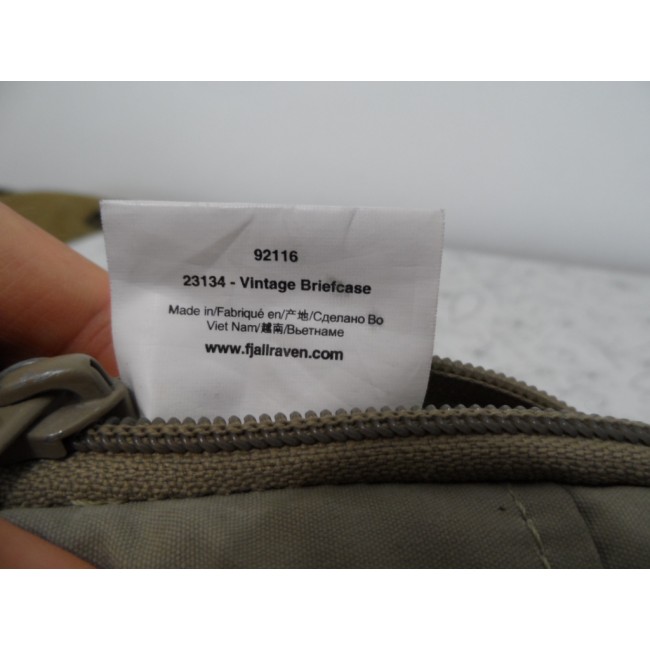 92116
23134 - Vintage Briefcase
Made in/Fabriqué en/产地/Сделано Во
Viet Nam/越南/Вьетнаме
www.fjallraven.com